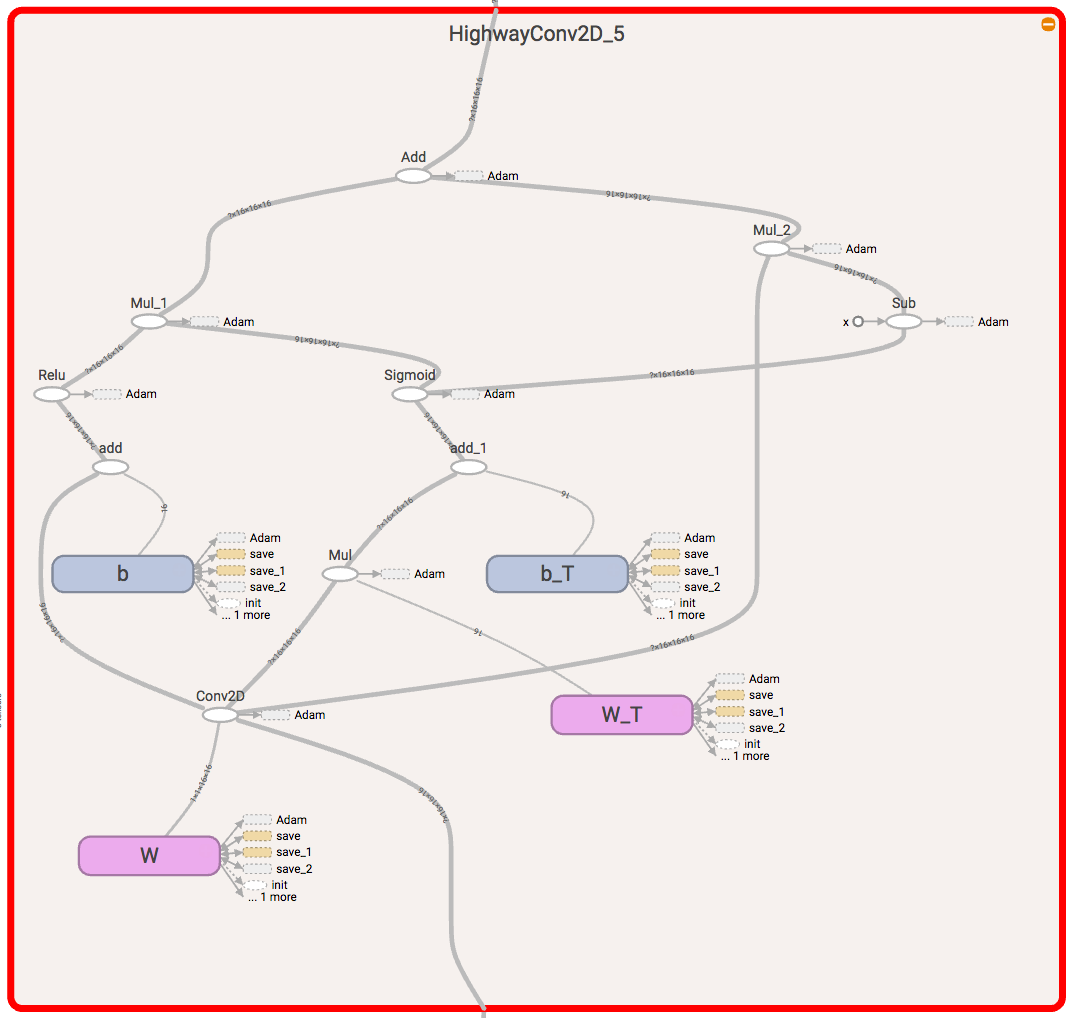 HighwayConv2D_5
?×16×16×16
Add
Adam
?×16×16×16
?×16×16×16
Mul_2
Adam
?×16×16×16
Mul_1
Adam
Sub
x
Adam
?×16×16×16
?×16×16×16
?×16×16×16
Relu
Adam
Sigmoid
Adam
?×16×16×16
?×16×16×16
add
add_1
16
16
?×16×16×16
b
Adam
save
save_1
save_2
init
... 1 more
Mul
Adam
b_T
Adam
save
save_1
save_2
init
... 1 more
?×16×16×16
?×16×16×16
16
?×16×16×16
Conv2D
Adam
W_T
Adam
save
save_1
save_2
init
... 1 more
1×1×16×16
?×16×16×16
W
Adam
save
save_1
save_2
init
... 1 more